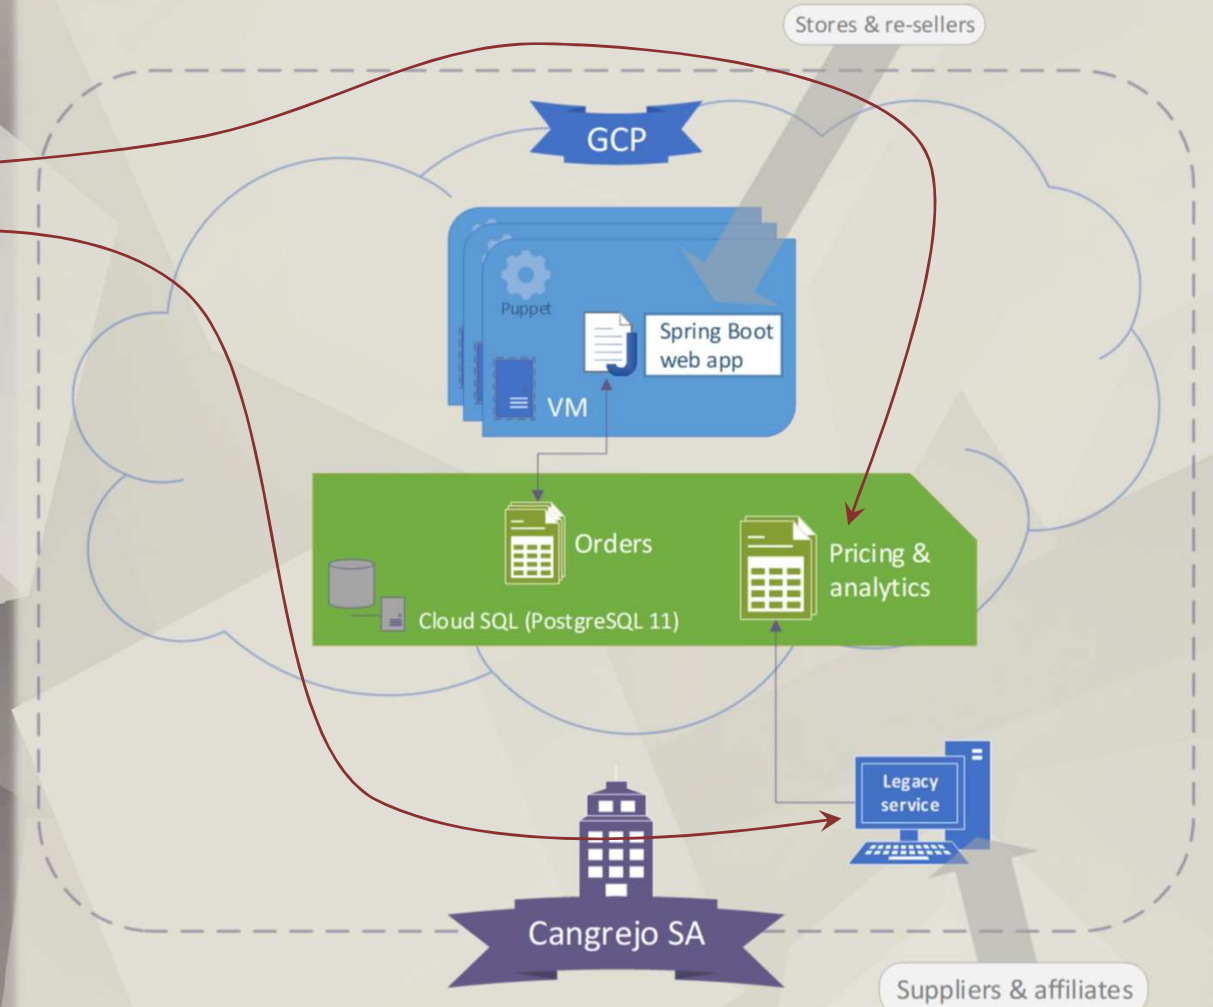 Stores & re-sellers
GCP
Puppet
Spring Boot
web app
VM
Orders
Pricing &
analytics
Cloud SQL (PostgreSQL 11)
Legacy
service
Cangrejo SA
Suppliers & affiliates